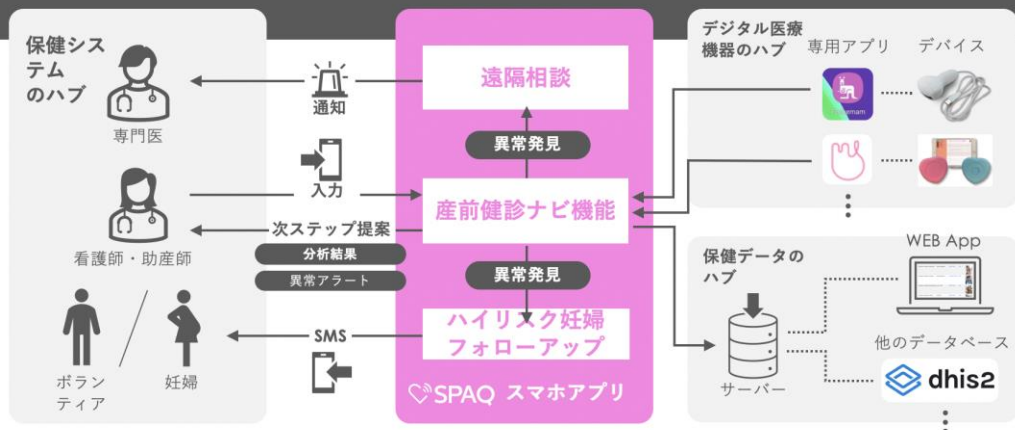 保健シス
テム
のハブ
専門医
看護師・助産師
ボラン
ティア
妊婦
通知
入力
次ステップ提案
分析結果
異常アラート
SMS
遠隔相談
異常発見
産前健診ナビ機能
異常発見
ハイリスク妊婦
フォローアップ
SPAQ スマホアプリ
デジタル医療
機器のハブ
専用アプリ
デバイス
保健データの
ハブ
WEB App
サーバー
他のデータベース
dhis2